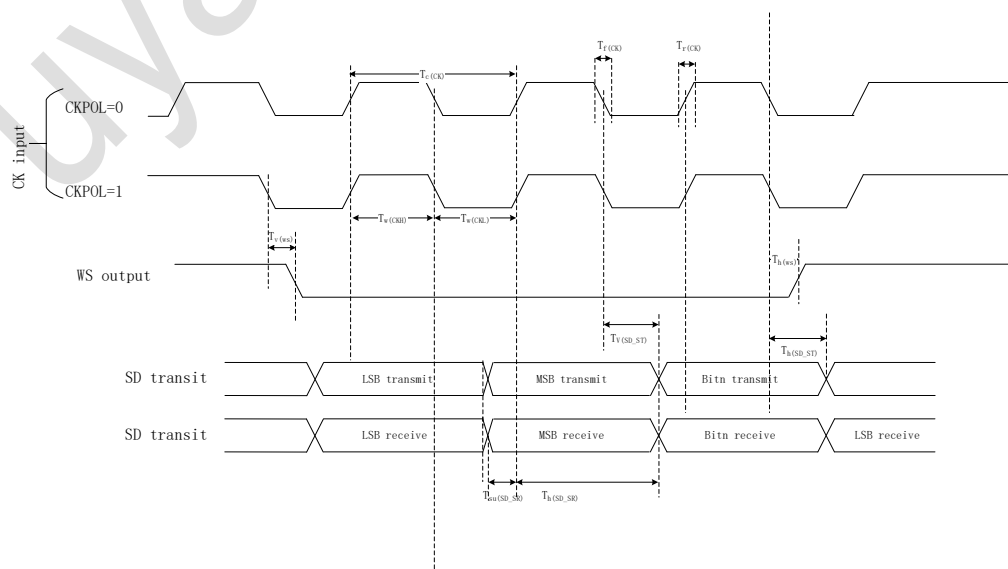 uya
Tf(CK)
Tr(CK)
Tc(CK)
CKPOL=0
CK input
CKPOL=1
Tw(CKH)
Tw(CKL)
Tv(ws)
Th(ws)
WS output
TV(SD_ST)
Th(SD_ST)
SD transit
LSB transmit
MSB transmit
Bitn transmit
SD transit
LSB receive
MSB receive
Bitn receive
LSB receive
Tsu(SD_SR)
Th(SD_SR)